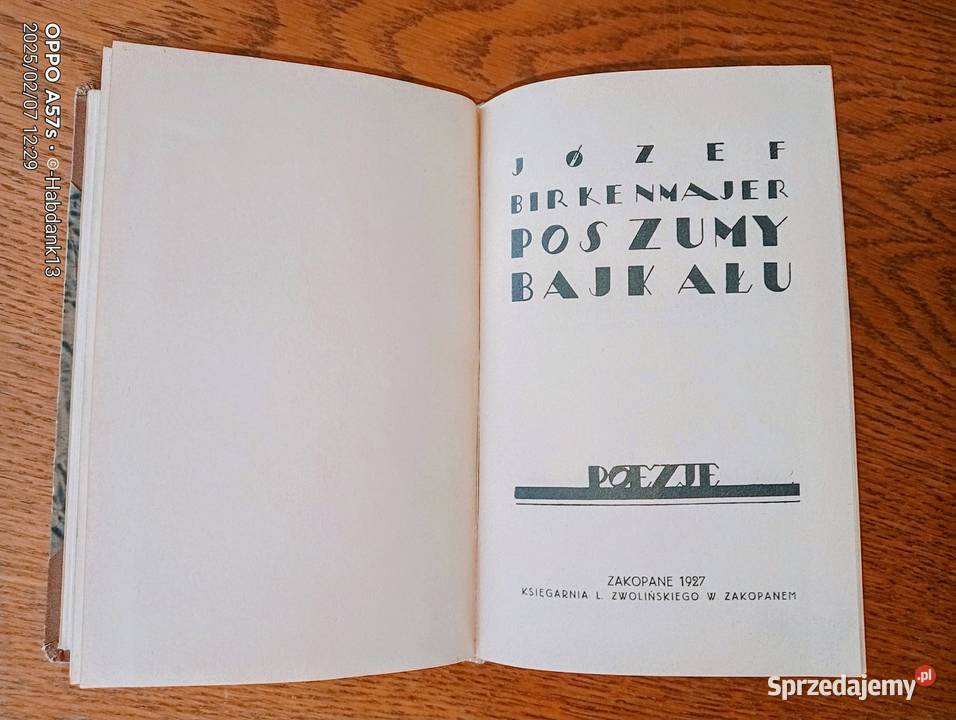 JÓZEF
BIRKENMAJER
POSZUMY
BAJKAŁU
POEZJE
ZAKOPANE 1927
KSIĘGARNIA L. ZWOLIŃSKIEGO W ZAKOPANEM
OPPO A57s · ©-Habdank13
2025/02/07 12:29
Sprzedajemy.pl